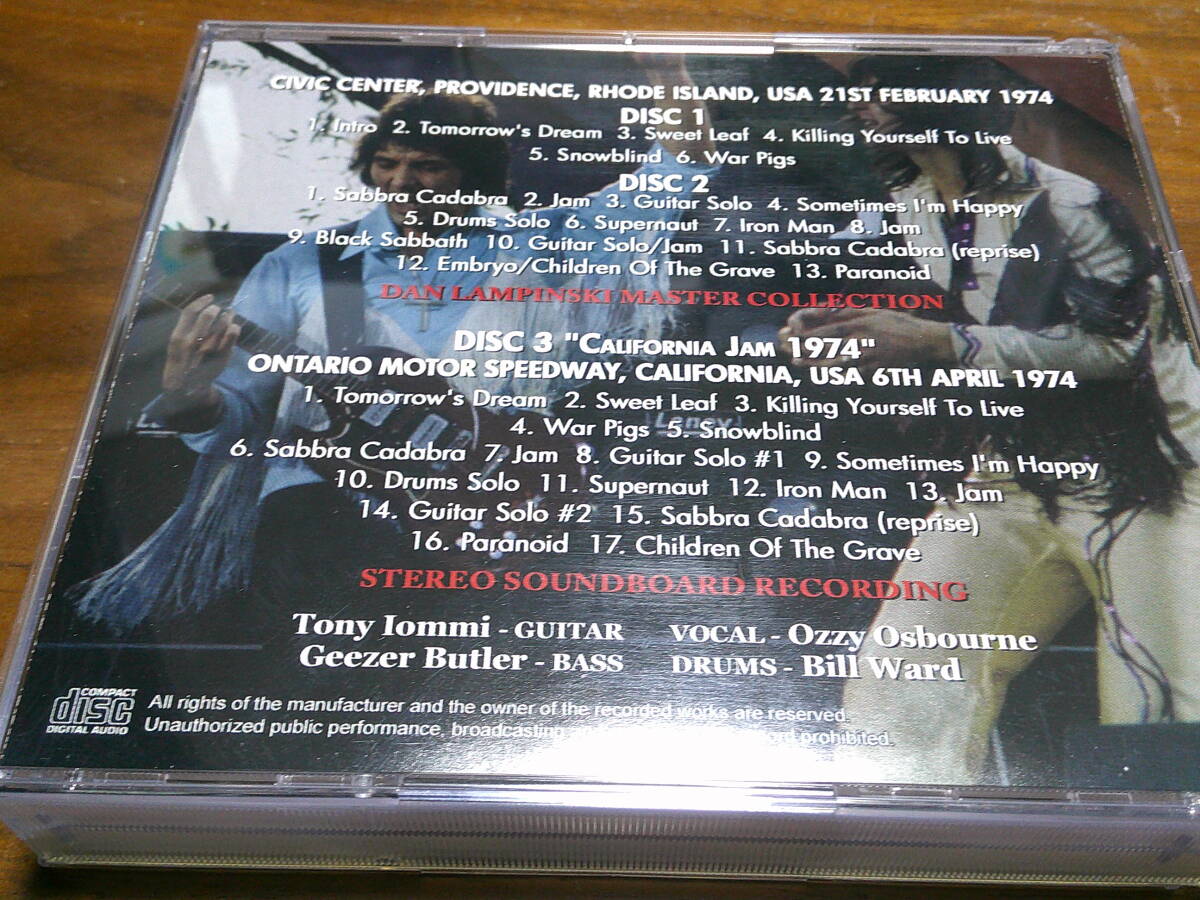 CIVIC CENTER, PROVIDENCE, RHODE ISLAND, USA 21ST FEBRUARY 1974
DISC 1
1. Intro 2. Tomorrow's Dream 3. Sweet Leaf 4. Killing Yourself To Live
5. Snowblind 6. War Pigs
DISC 2
1. Sabbra Cadabra 2. Jam 3. Guitar Solo 4. Sometimes I'm Happy
5. Drums Solo 6. Supernaut 7. Iron Man 8. Jam
9. Black Sabbath 10. Guitar Solo/Jam 11. Sabbra Cadabra (reprise)
12. Embryo/Children Of The Grave 13. Paranoid
DAN LAMPINSKI MASTER COLLECTION
DISC 3 "CALIFORNIA JAM 1974"
ONTARIO MOTOR SPEEDWAY, CALIFORNIA, USA 6TH APRIL 1974
1. Tomorrow's Dream 2. Sweet Leaf 3. Killing Yourself To Live
4. War Pigs 5. Snowblind
6. Sabbra Cadabra 7. Jam 8. Guitar Solo #1 9. Sometimes I'm Happy
10. Drums Solo 11. Supernaut 12. Iron Man 13. Jam
14. Guitar Solo #2 15. Sabbra Cadabra (reprise)
16. Paranoid 17. Children Of The Grave
STEREO SOUNDBOARD RECORDING
Tony Iommi - GUITAR VOCAL - Ozzy Osbourne
Geezer Butler - BASS DRUMS - Bill Ward
COMPACT
disc
DIGITAL AUDIO
All rights of the manufacturer and the owner of the recorded works are reserved.
Unauthorized public performance, broadcasting prohibited.
Laney